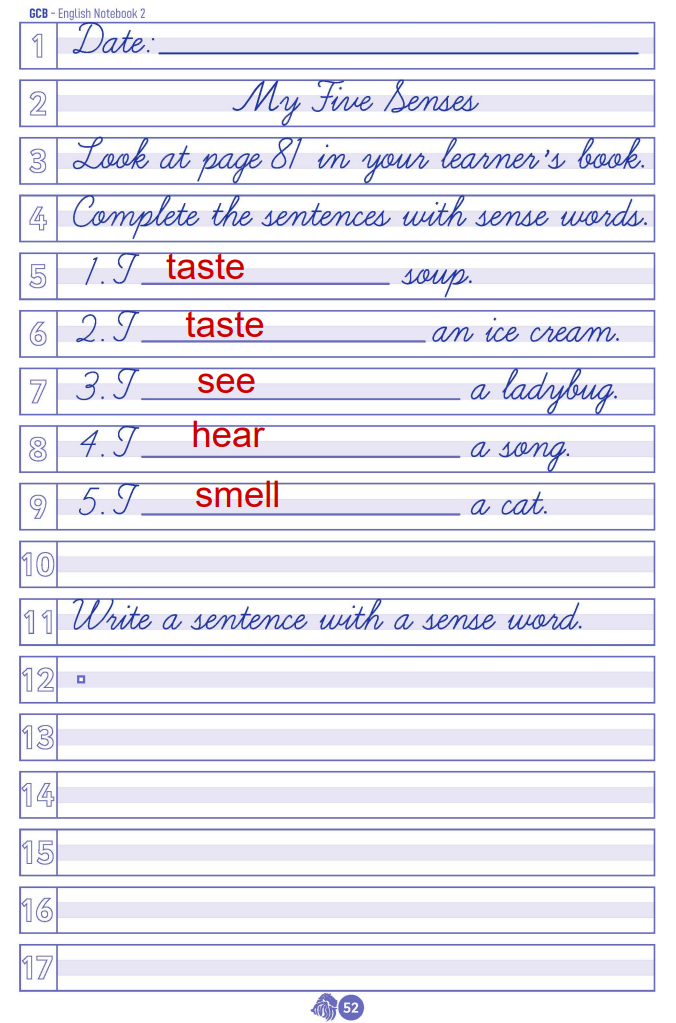 GCB - English Notebook 2
1 Date:
2 My Five Senses
3 Look at page 81 in your learner's book.
4 Complete the sentences with sense words.
5 1. I taste soup.
6 2. I taste an ice cream.
7 3. I see a ladybug.
8 4. I hear a song.
9 5. I smell a cat.
10
11 Write a sentence with a sense word.
12
13
14
15
16
17
52